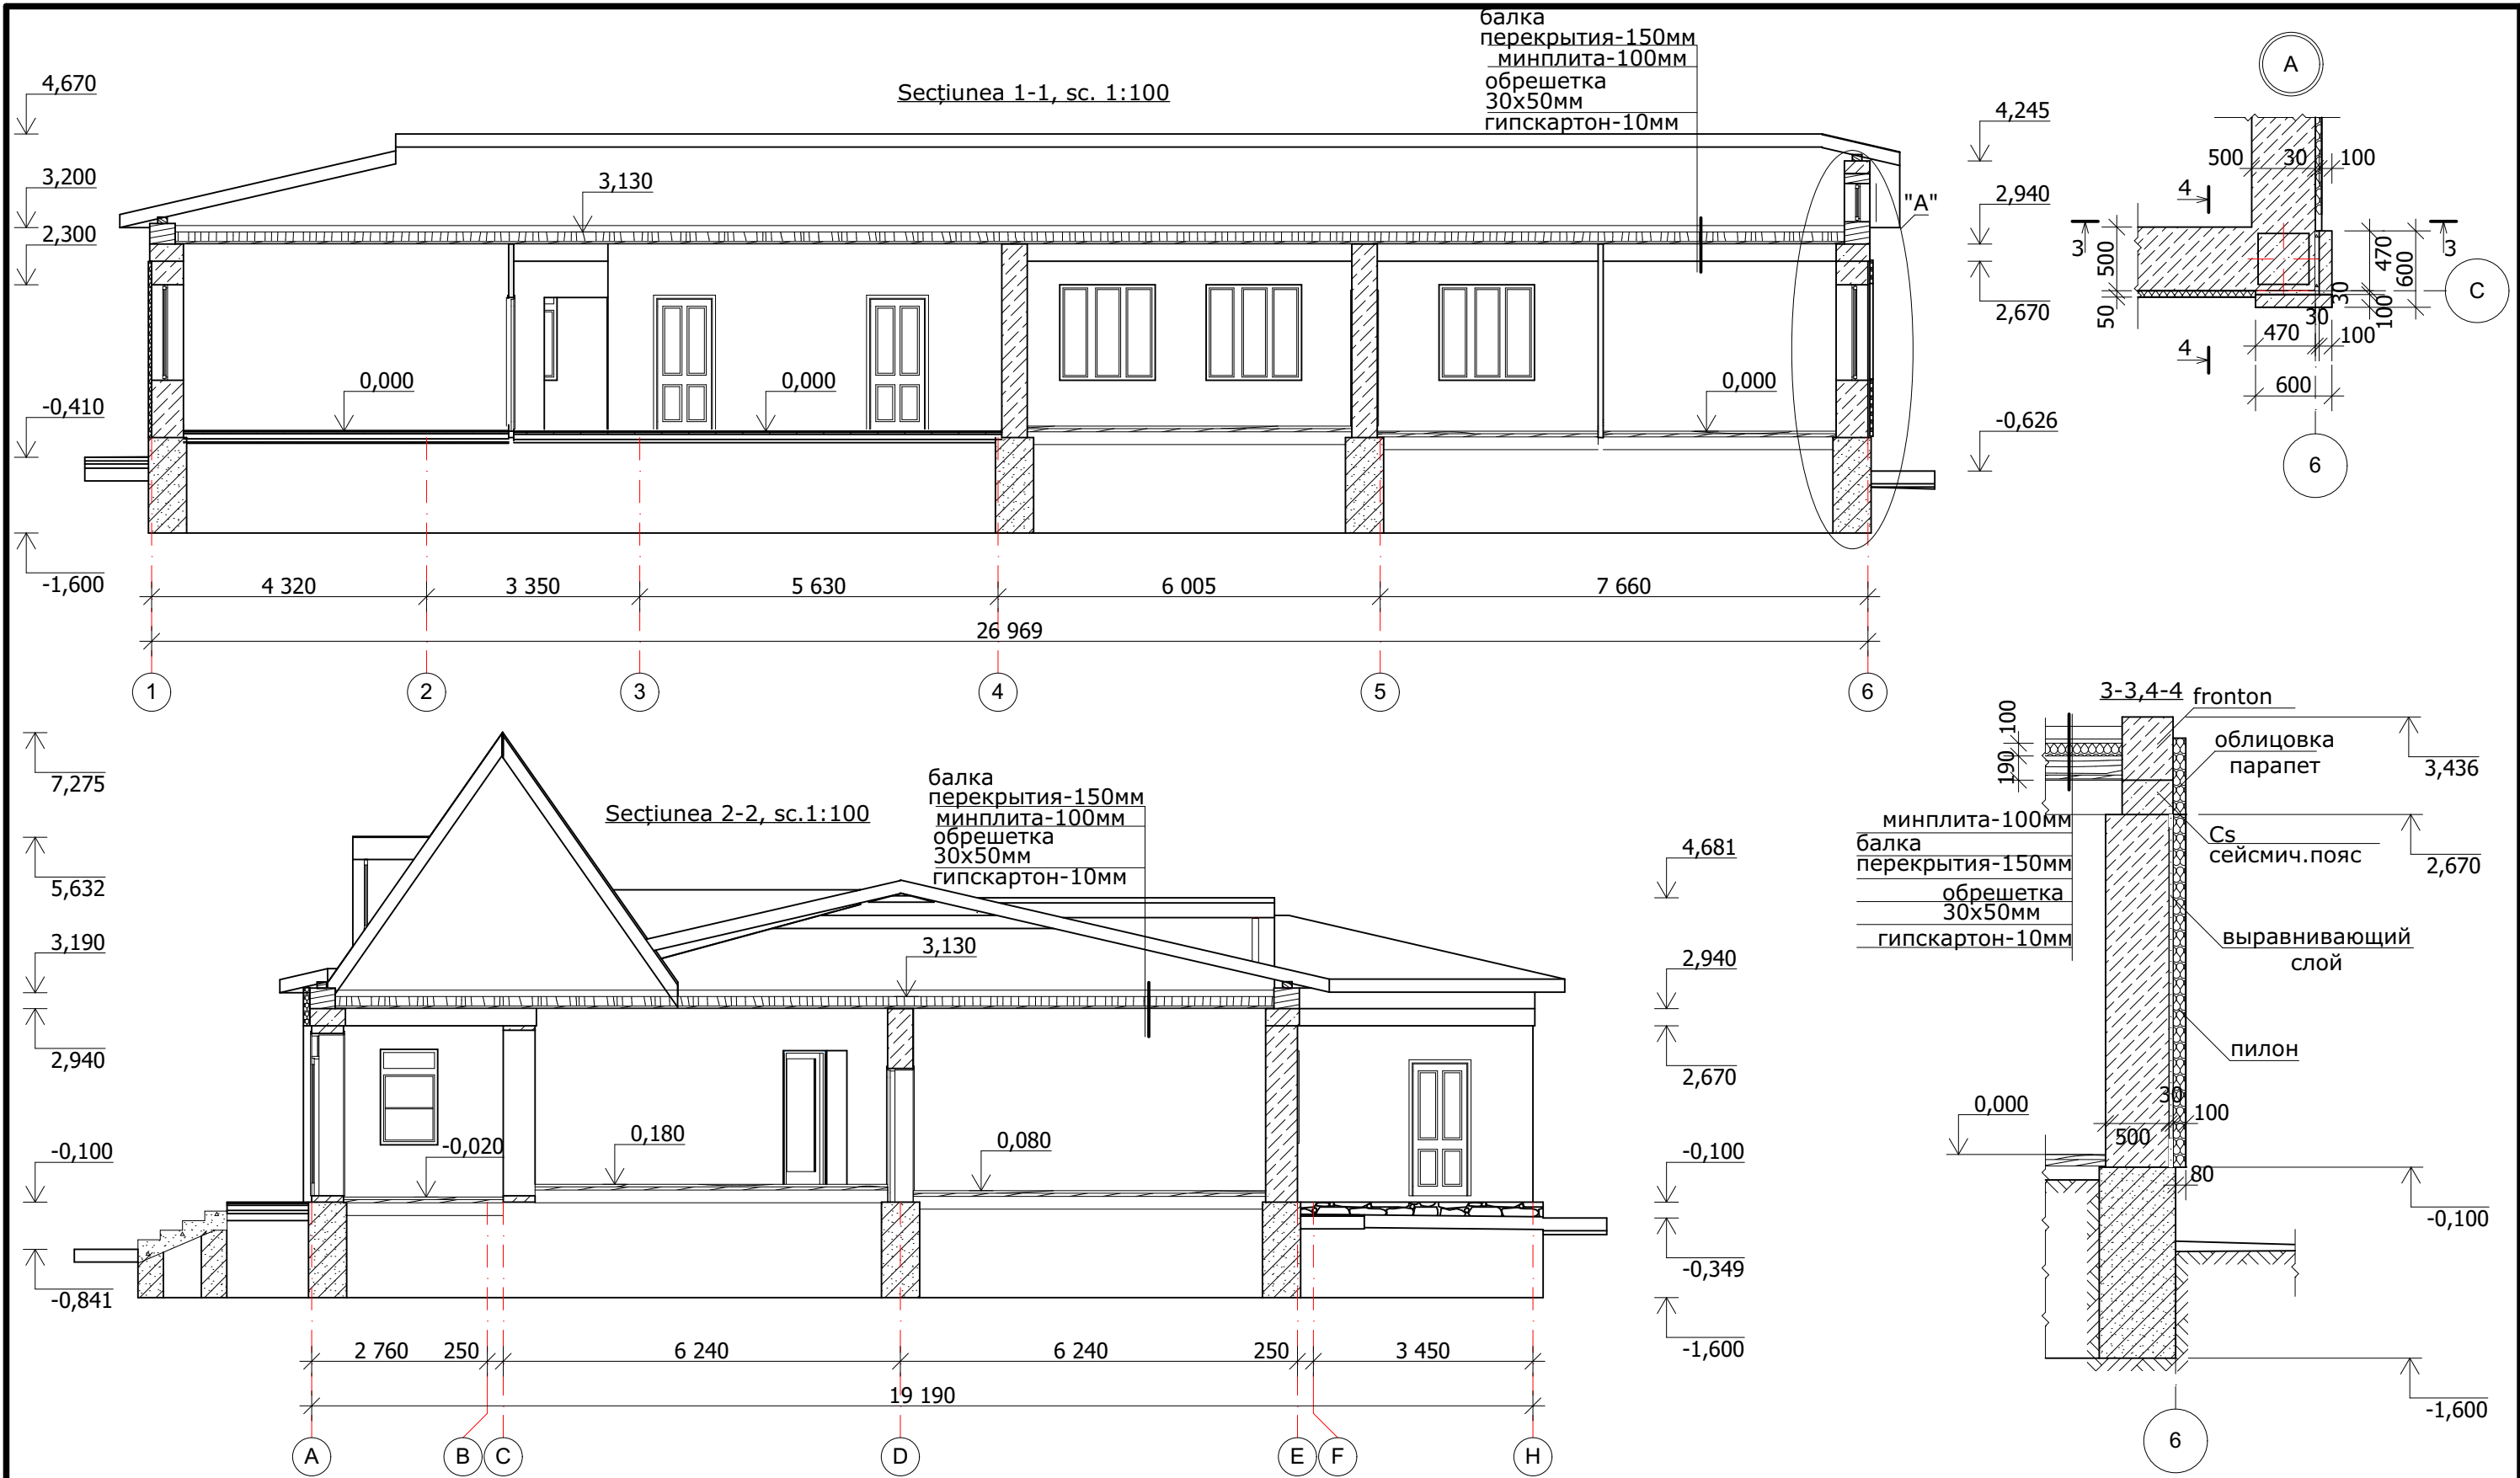 Secțiunea 1-1, sc. 1:100
балка
перекрытия-150мм
минплита-100мм
обрешетка
30х50мм
гипскартон-10мм
4,670
3,200
2,300
-0,410
-1,600
3,130
0,000
0,000
0,000
"A"
4,245
2,940
2,670
-0,626
4 320
3 350
5 630
6 005
7 660
26 969
1
2
3
4
5
6
A
500
30
100
4
3
3
500
50
470
600
30
100
30
470
100
4
600
C
6
Secțiunea 2-2, sc.1:100
балка
перекрытия-150мм
минплита-100мм
обрешетка
30х50мм
гипскартон-10мм
7,275
5,632
3,190
2,940
-0,100
-0,841
3,130
-0,020
0,180
0,080
4,681
2,940
2,670
-0,100
-0,349
-1,600
2 760
250
6 240
6 240
250
3 450
19 190
A
B
C
D
E
F
H
3-3,4-4
fronton
100
190
облицовка
парапет
3,436
минплита-100мм
балка
перекрытия-150мм
обрешетка
30х50мм
гипскартон-10мм
Cs
сейсмич.пояс
2,670
выравнивающий
слой
пилон
0,000
30
100
500
80
-0,100
-1,600
6